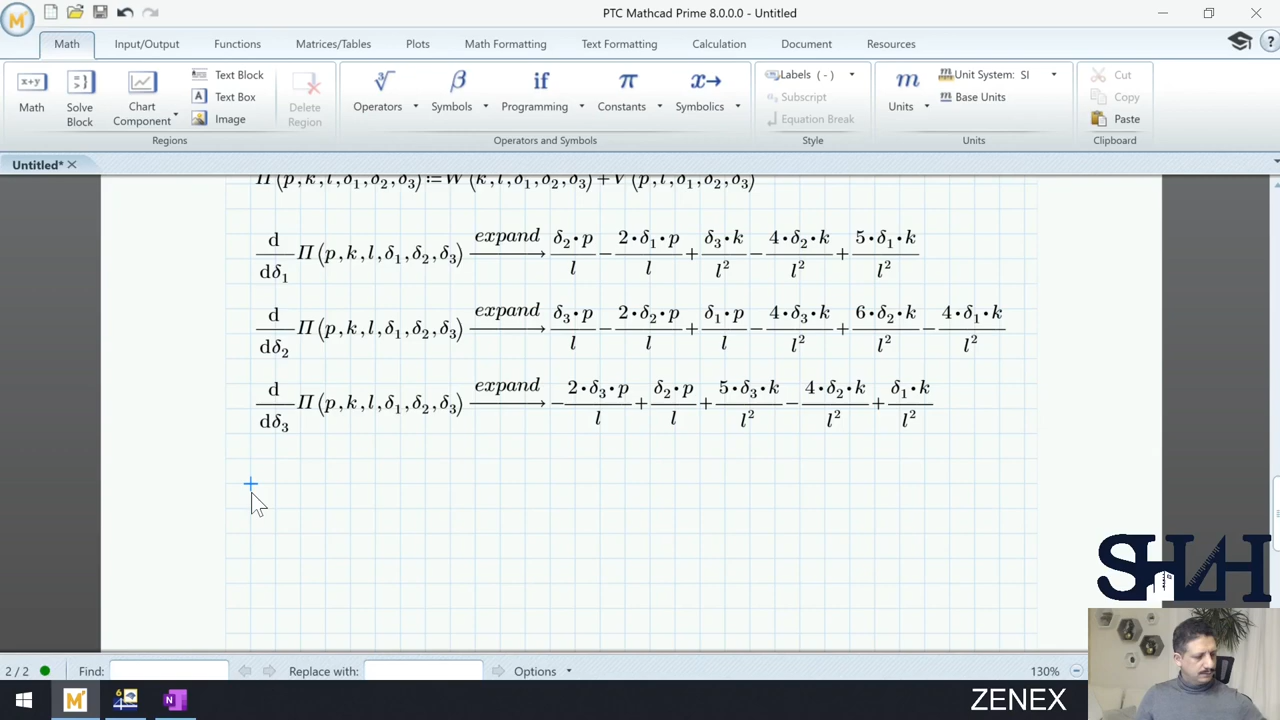 PTC Mathcad Prime 8.0.0.0 - Untitled
Math Input/Output Functions Matrices/Tables Plots Math Formatting Text Formatting Calculation Document Resources
Math
Solve Block
Chart Component
Text Block
Text Box
Image
Delete Region
Regions
Operators
Symbols
if
Programming
π
Constants
Symbolics
Operators and Symbols
Labels ( - )
Subscript
Equation Break
Style
Units
Unit System: SI
Base Units
Units
Cut
Copy
Paste
Clipboard
Untitled*
Π(p,k,l,δ₁,δ₂,δ₃):=W(k,l,δ₁,δ₂,δ₃)+V(p,l,δ₁,δ₂,δ₃)
d/dδ₁ Π(p,k,l,δ₁,δ₂,δ₃) expand→ δ₂•p/l − 2•δ₁•p/l + δ₃•k/l² − 4•δ₂•k/l² + 5•δ₁•k/l²
d/dδ₂ Π(p,k,l,δ₁,δ₂,δ₃) expand→ δ₃•p/l − 2•δ₂•p/l + δ₁•p/l − 4•δ₃•k/l² + 6•δ₂•k/l² − 4•δ₁•k/l²
d/dδ₃ Π(p,k,l,δ₁,δ₂,δ₃) expand→ − 2•δ₃•p/l + δ₂•p/l + 5•δ₃•k/l² − 4•δ₂•k/l² + δ₁•k/l²
2 / 2 Find: Replace with: Options 130%
ZENEX